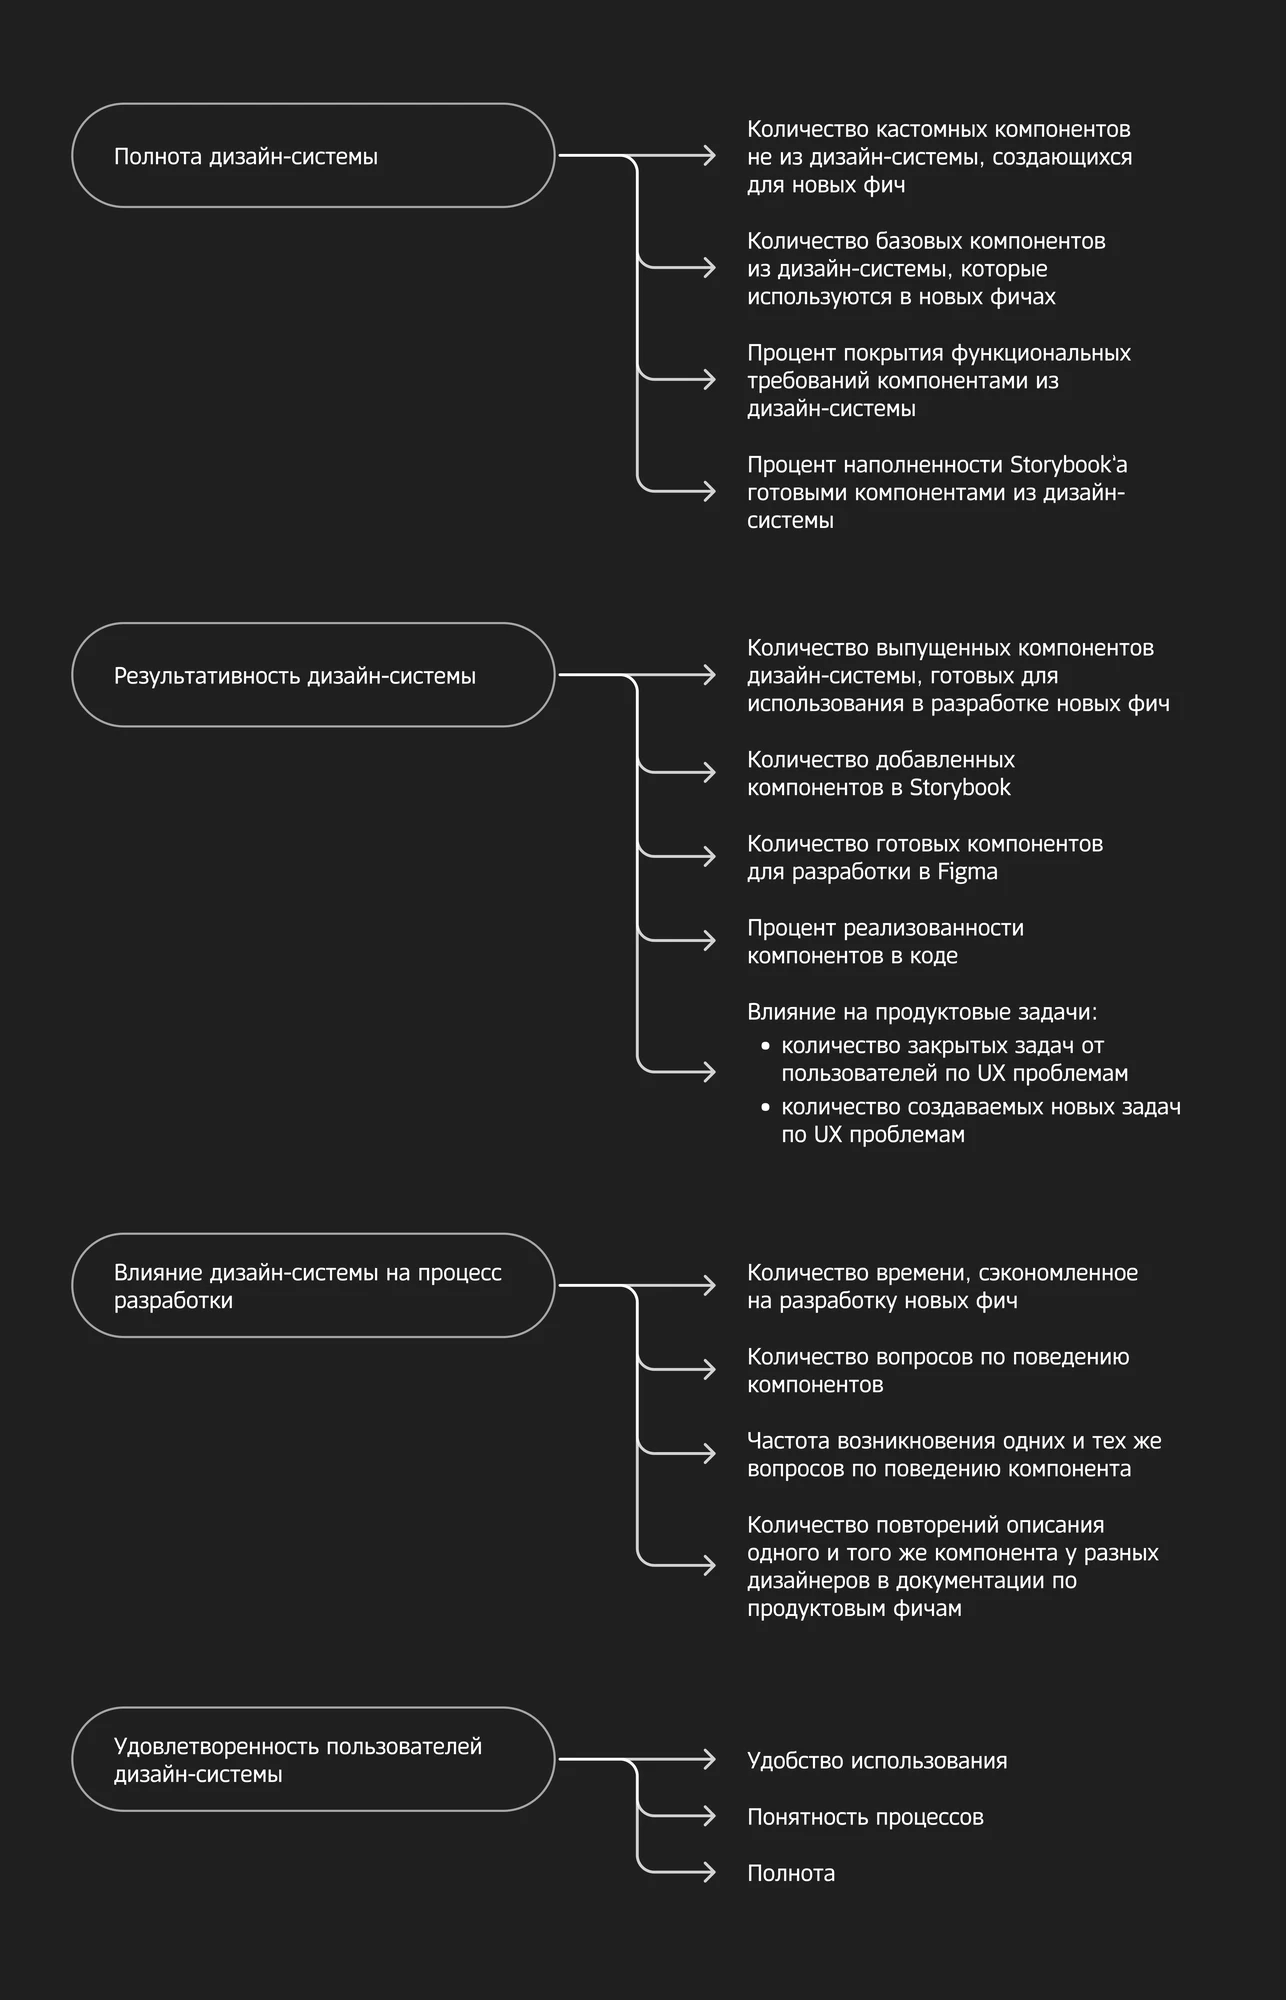 Полнота дизайн-системы
Количество кастомных компонентов
не из дизайн-системы, создающихся
для новых фич
Количество базовых компонентов
из дизайн-системы, которые
используются в новых фичах
Процент покрытия функциональных
требований компонентами из
дизайн-системы
Процент наполненности Storybook'а
готовыми компонентами из дизайн-
системы
Результативность дизайн-системы
Количество выпущенных компонентов
дизайн-системы, готовых для
использования в разработке новых фич
Количество добавленных
компонентов в Storybook
Количество готовых компонентов
для разработки в Figma
Процент реализованности
компонентов в коде
Влияние на продуктовые задачи:
• количество закрытых задач от
пользователей по UX проблемам
• количество создаваемых новых задач
по UX проблемам
Влияние дизайн-системы на процесс
разработки
Количество времени, сэкономленное
на разработку новых фич
Количество вопросов по поведению
компонентов
Частота возникновения одних и тех же
вопросов по поведению компонента
Количество повторений описания
одного и того же компонента у разных
дизайнеров в документации по
продуктовым фичам
Удовлетворенность пользователей
дизайн-системы
Удобство использования
Понятность процессов
Полнота